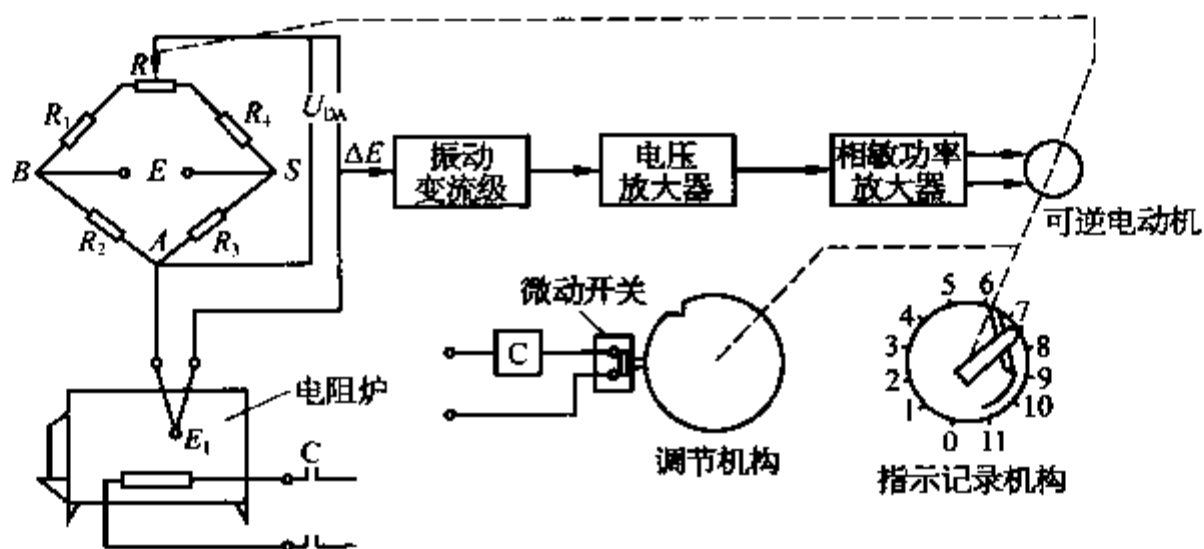 R
R₁
R₄
U_DA
B
E
S
R₂
A
R₃
ΔE
振动
变流级
电压
放大器
相敏功率
放大器
可逆电动机
微动开关
C
调节机构
5
6
4
7
3
8
2
9
1
10
0
11
指示记录机构
电阻炉
E₁
C